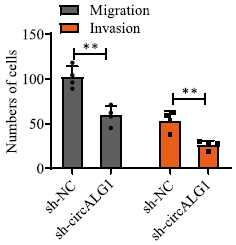 Migration
Invasion
Numbers of cells
150
100
50
0
**
**
sh-NC
sh-circALG1
sh-NC
sh-circALG1